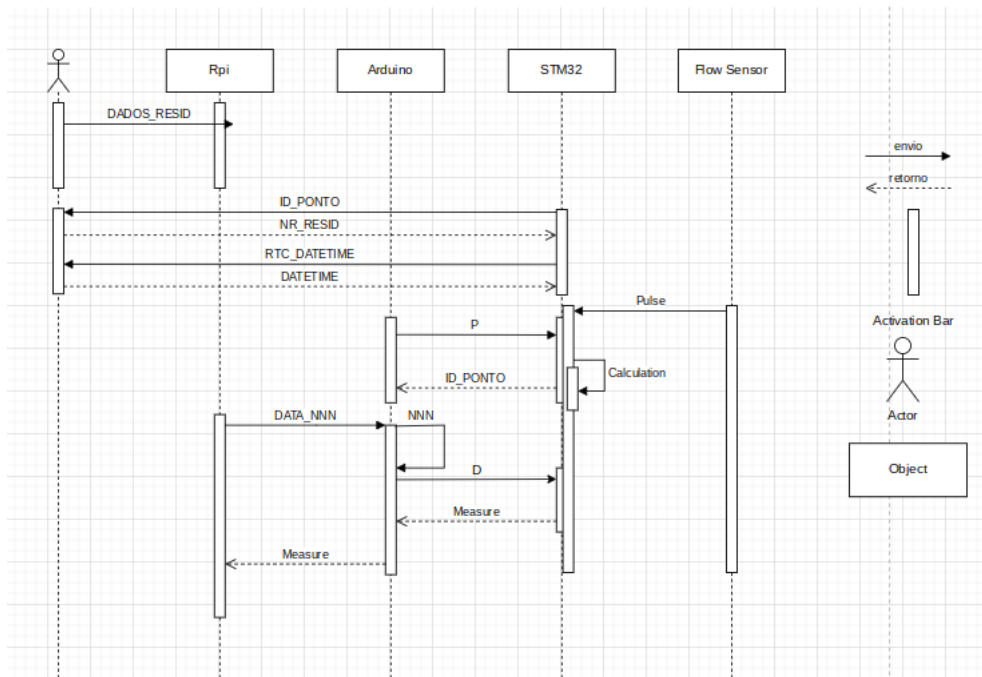 Rpi
Arduino
STM32
Flow Sensor
DADOS_RESID
envio
retorno
ID_PONTO
NR_RESID
RTC_DATETIME
DATETIME
Pulse
P
Activation Bar
Calculation
ID_PONTO
DATA_NNN
NNN
Actor
D
Object
Measure
Measure